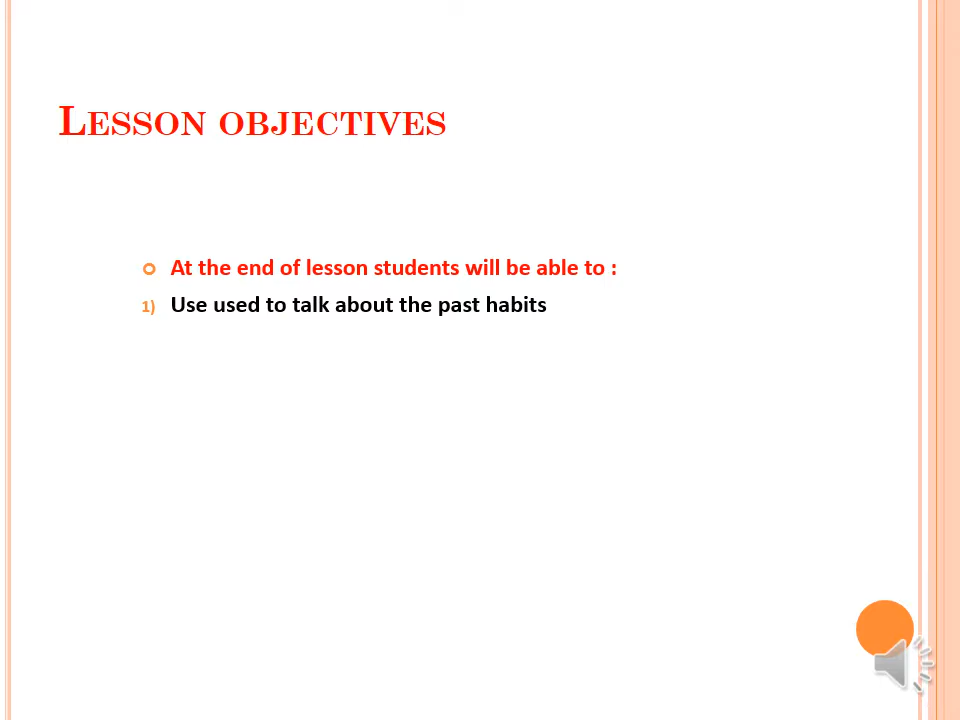 LESSON OBJECTIVES
At the end of lesson students will be able to :
1) Use used to talk about the past habits